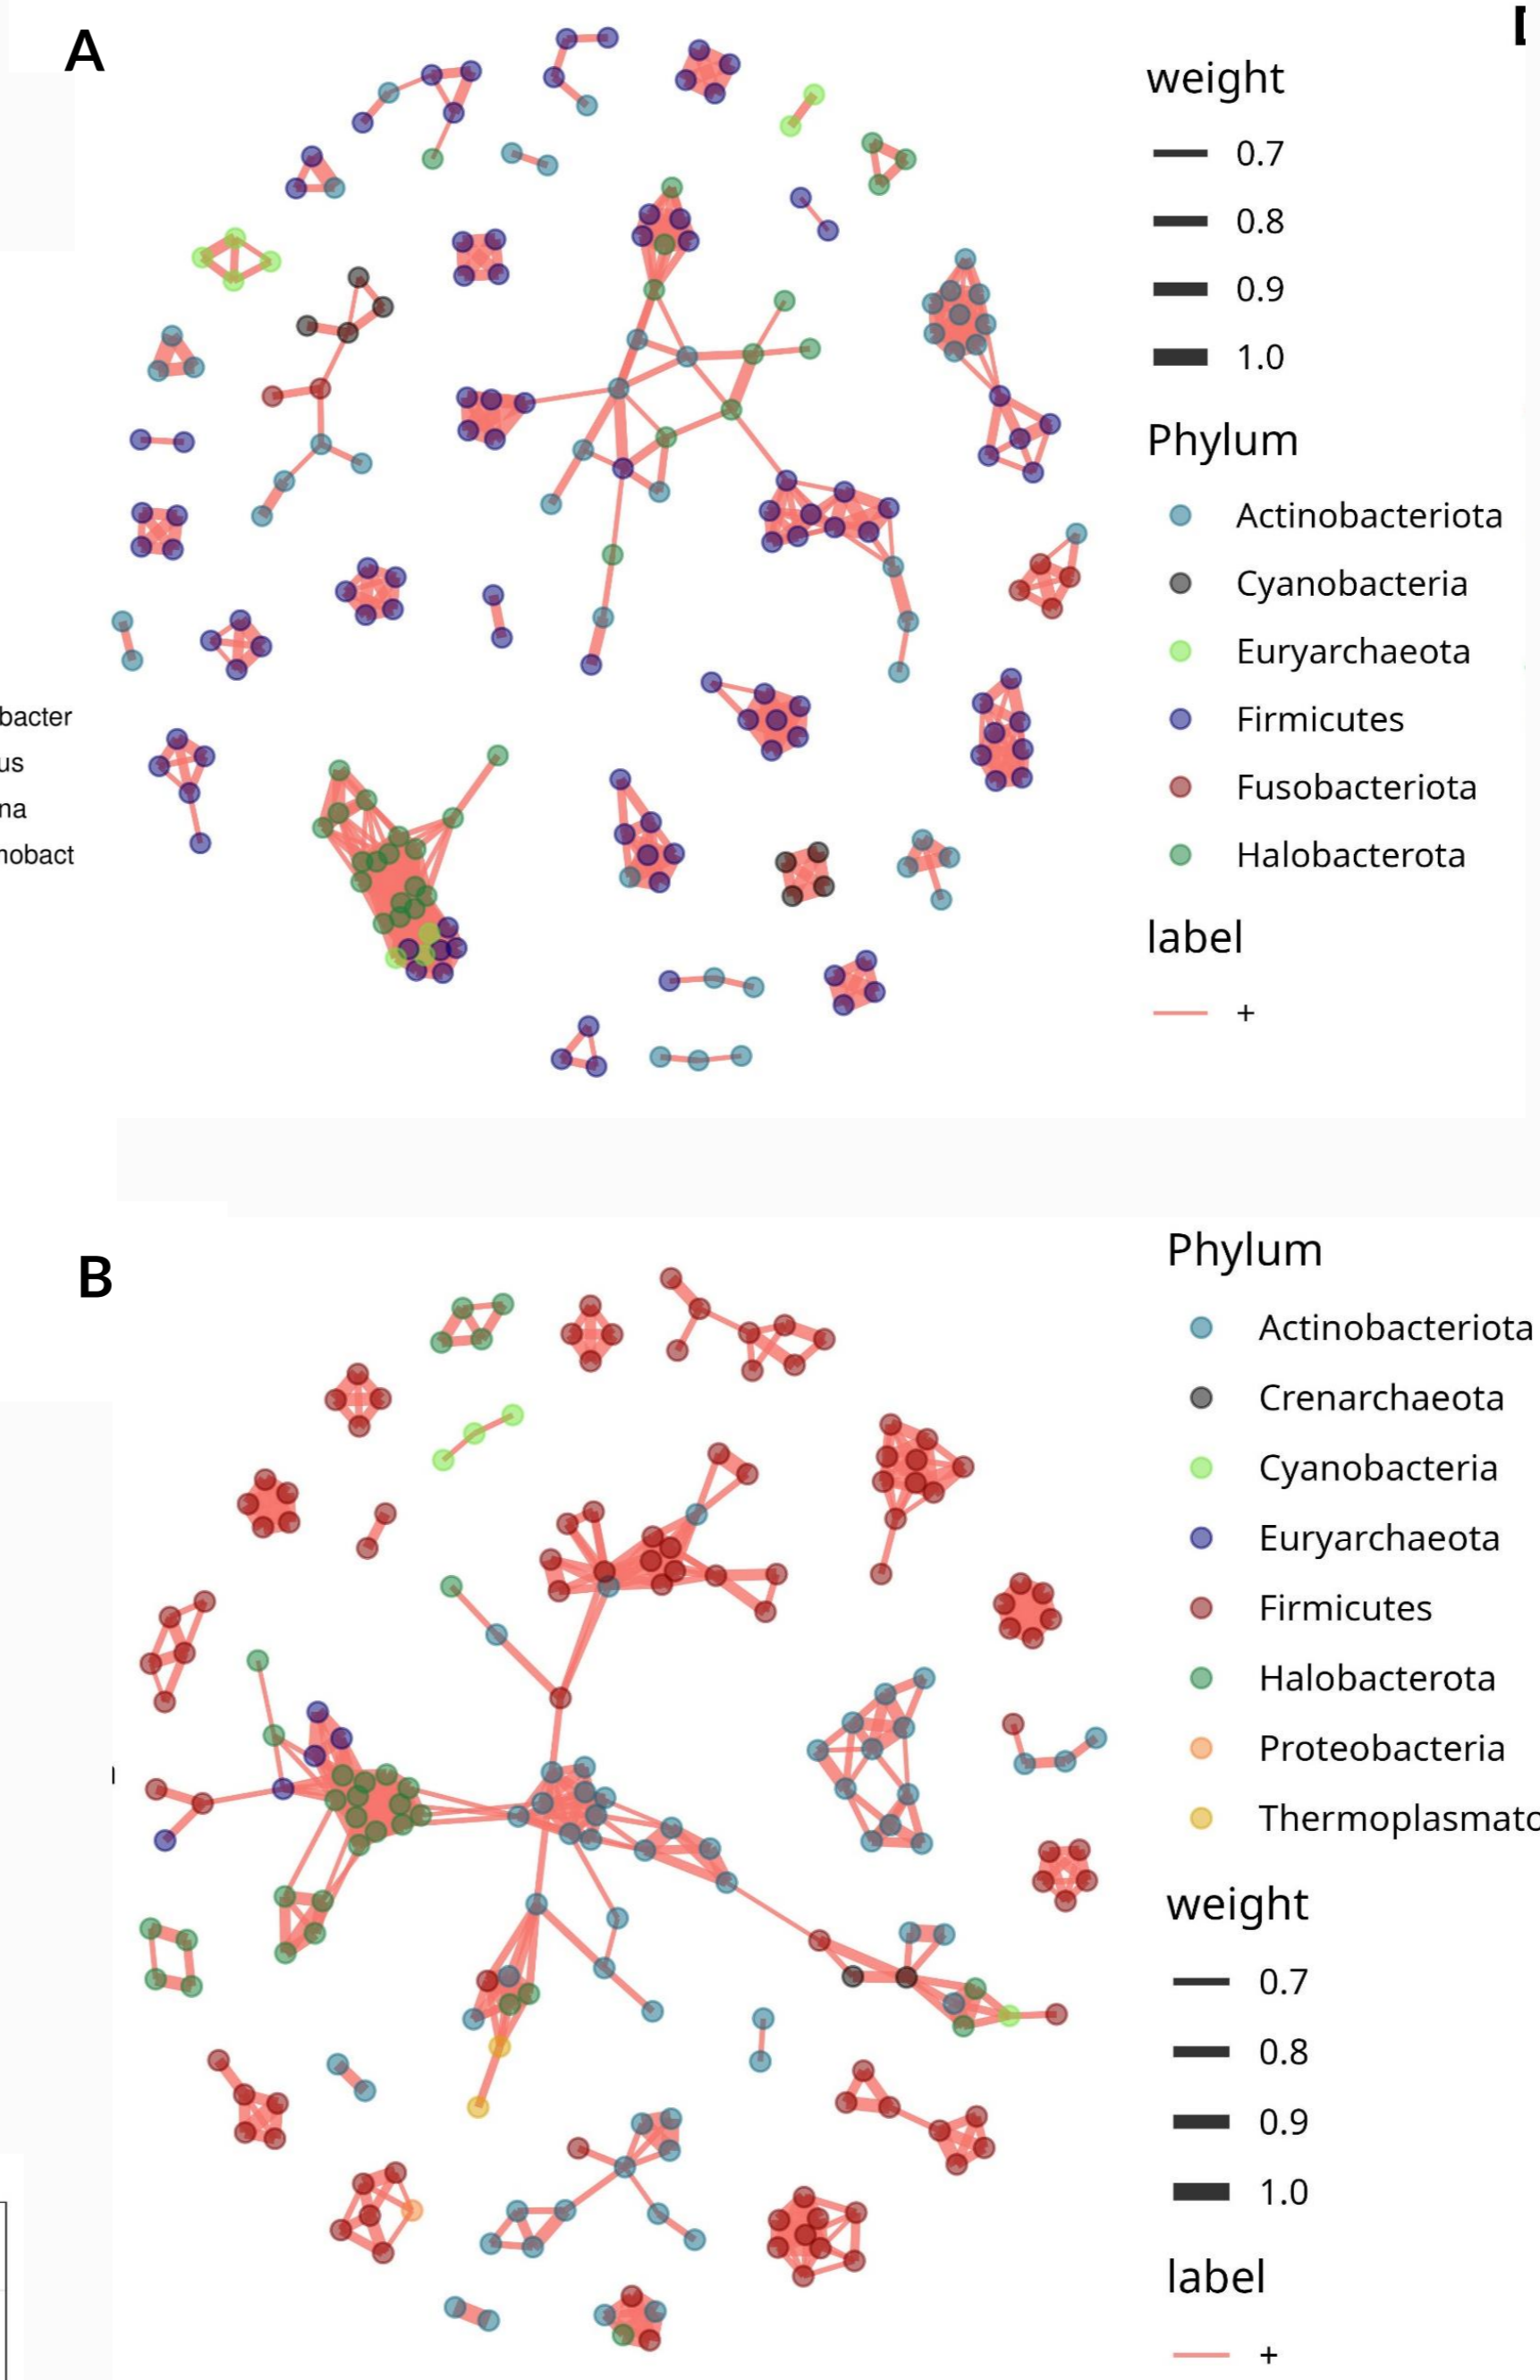 A
weight
0.7
0.8
0.9
1.0
Phylum
Actinobacteriota
Cyanobacteria
Euryarchaeota
Firmicutes
Fusobacteriota
Halobacterota
label
+
bacter
us
na
nobact
B
Phylum
Actinobacteriota
Crenarchaeota
Cyanobacteria
Euryarchaeota
Firmicutes
Halobacterota
Proteobacteria
Thermoplasmato
weight
0.7
0.8
0.9
1.0
label
+